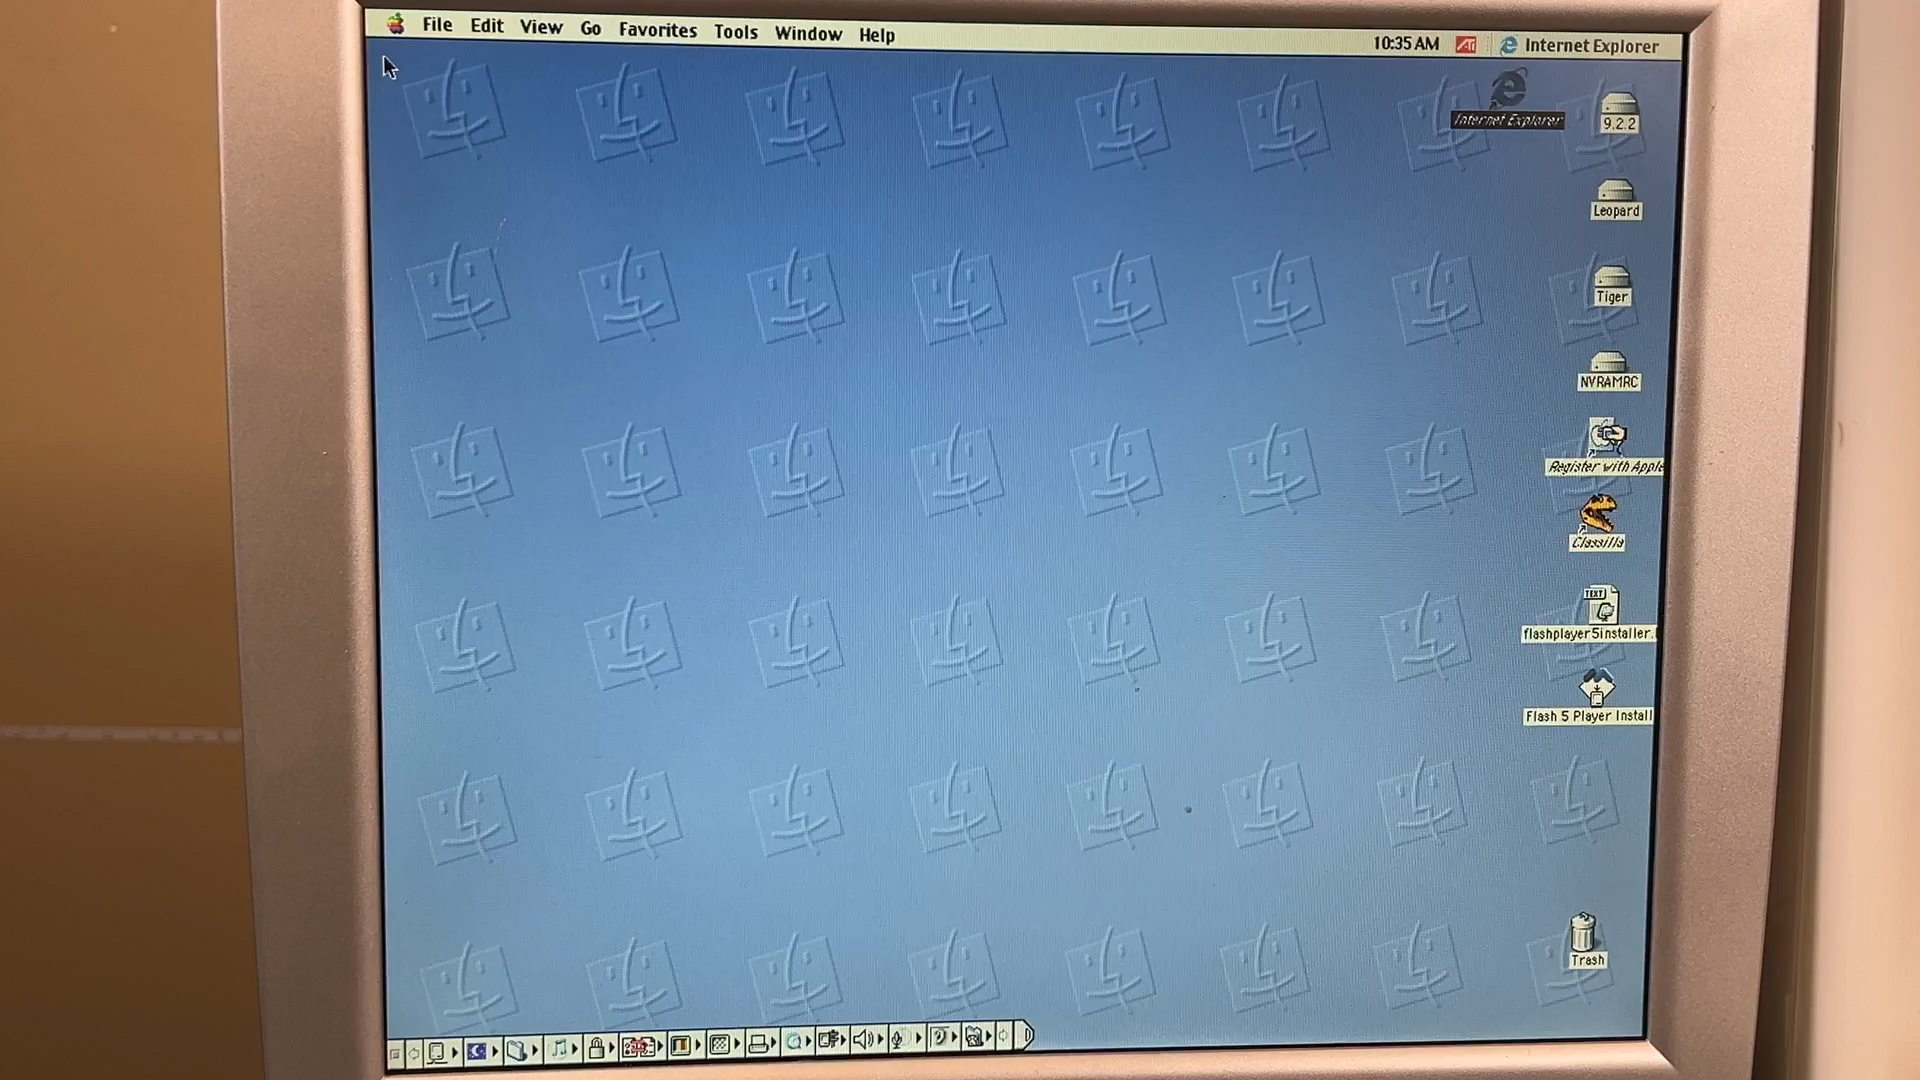 File Edit View Go Favorites Tools Window Help
10:35 AM ATI Internet Explorer
Internet Explorer
9.2.2
Leopard
Tiger
NVRAMRC
Register with Apple
Classilla
TEXT
flashplayer5installer.
Flash 5 Player Install
Trash